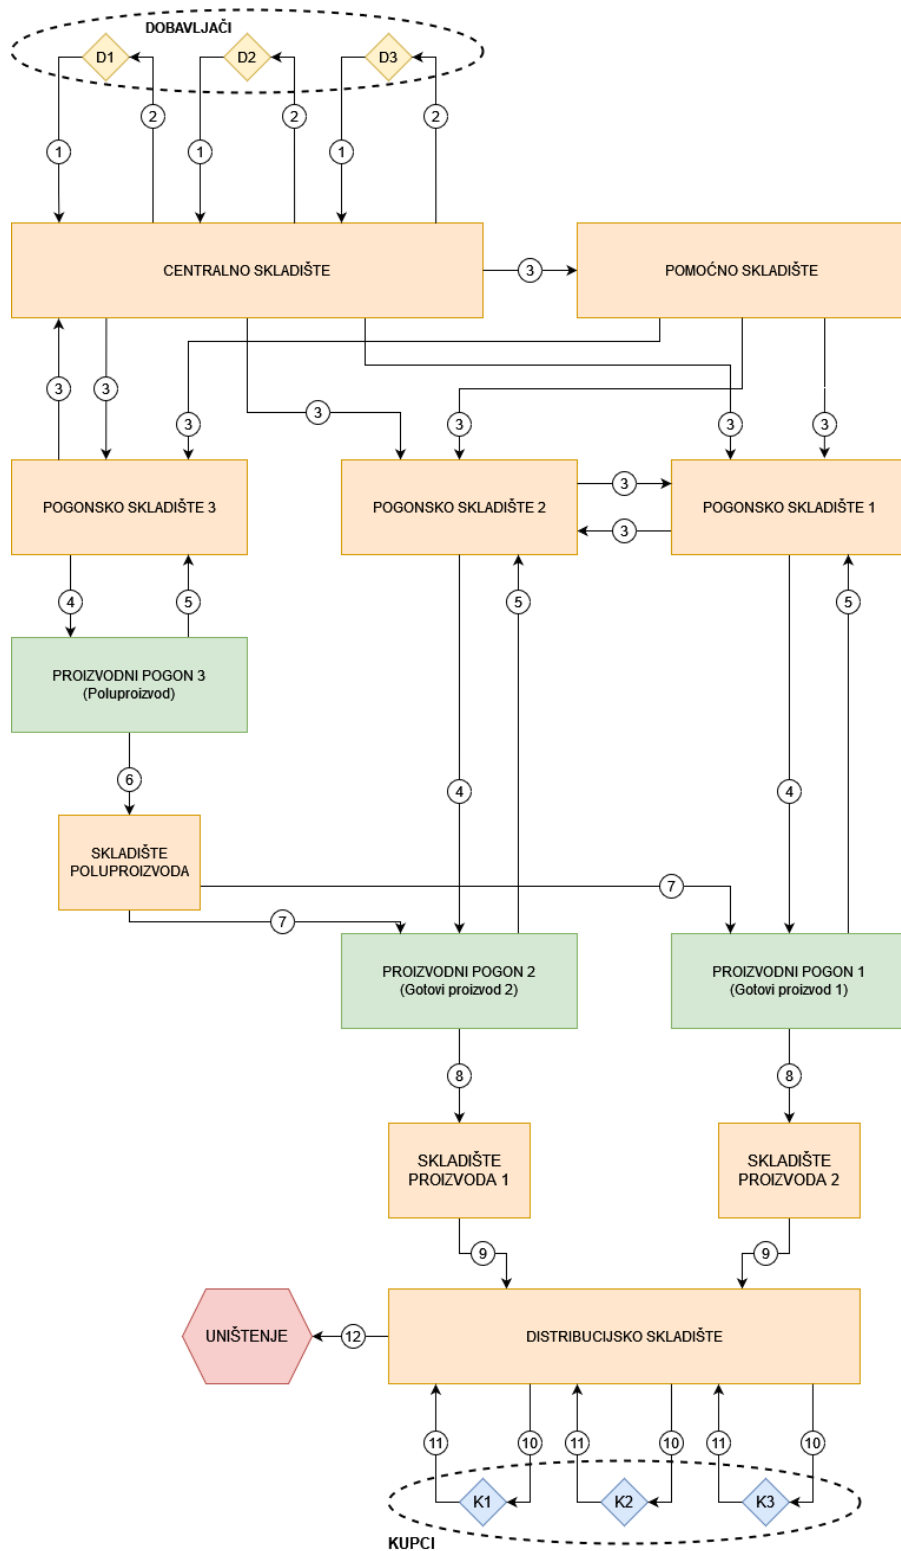 DOBAVLJAČI
D1
D2
D3
2
2
2
1
1
1
CENTRALNO SKLADIŠTE
3
POMOĆNO SKLADIŠTE
3
3
3
3
3
3
3
POGONSKO SKLADIŠTE 3
POGONSKO SKLADIŠTE 2
3
3
POGONSKO SKLADIŠTE 1
4
5
5
5
PROIZVODNI POGON 3
(Poluproizvod)
6
4
4
SKLADIŠTE
POLUPROIZVODA
7
7
PROIZVODNI POGON 2
(Gotovi proizvod 2)
PROIZVODNI POGON 1
(Gotovi proizvod 1)
8
8
SKLADIŠTE
PROIZVODA 1
SKLADIŠTE
PROIZVODA 2
9
9
UNIŠTENJE
12
DISTRIBUCIJSKO SKLADIŠTE
11
10
11
10
11
10
K1
K2
K3
KUPCI